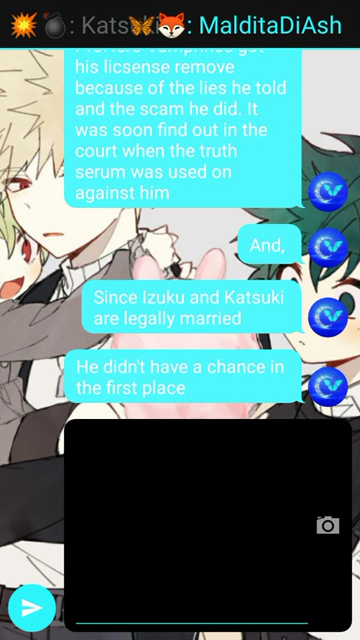 : Kats : MalditaDiAsh
his licsense remove
because of the lies he told
and the scam he did. It
was soon find out in the
court when the truth
serum was used on
against him
And,
Since Izuku and Katsuki
are legally married
He didn't have a chance in
the first place